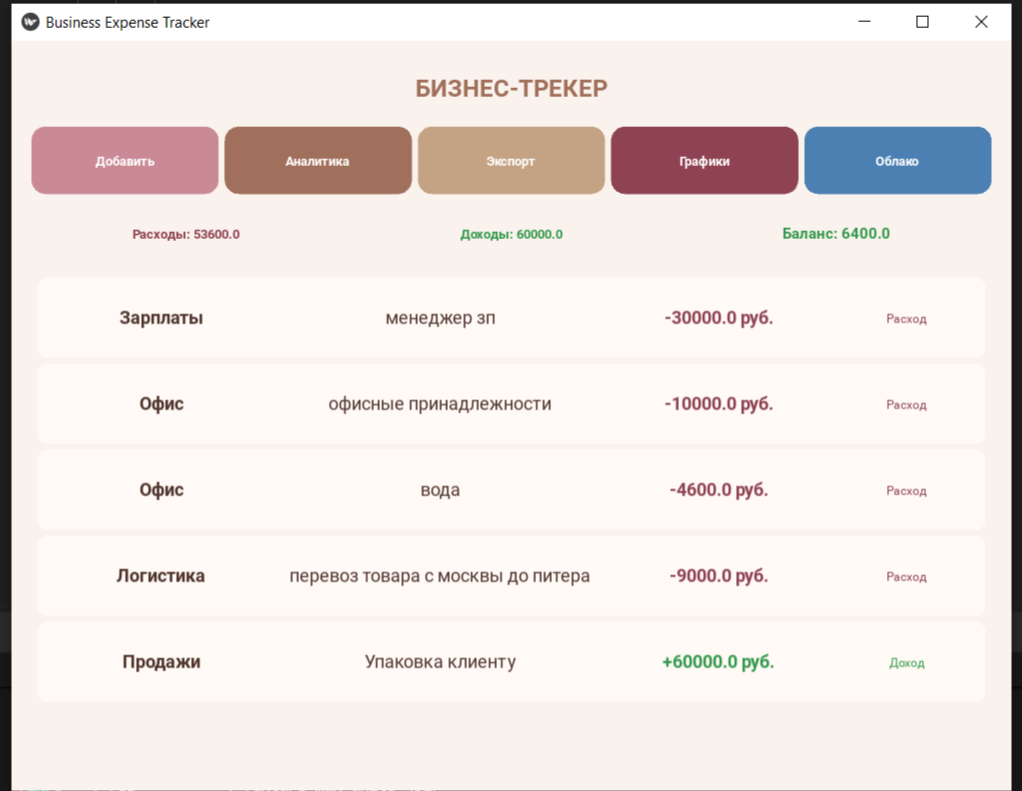 Business Expense Tracker
БИЗНЕС-ТРЕКЕР
Добавить Аналитика Экспорт Графики Облако
Расходы: 53600.0 Доходы: 60000.0 Баланс: 6400.0
Зарплаты менеджер зп -30000.0 руб. Расход
Офис офисные принадлежности -10000.0 руб. Расход
Офис вода -4600.0 руб. Расход
Логистика перевоз товара с москвы до питера -9000.0 руб. Расход
Продажи Упаковка клиенту +60000.0 руб. Доход